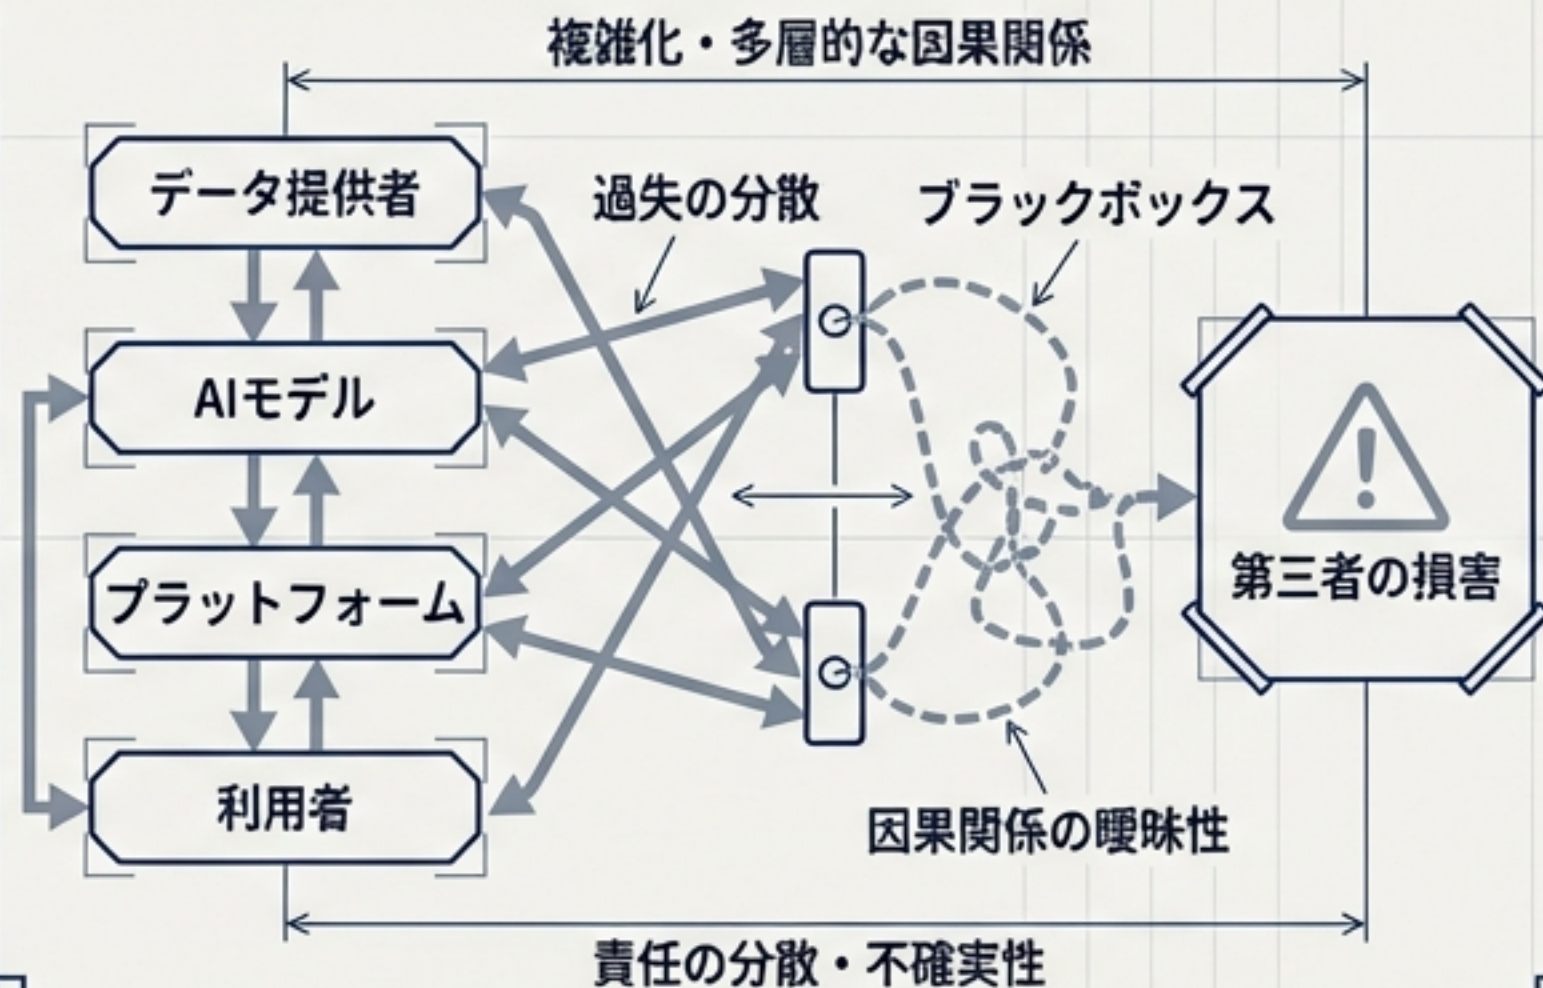 複雑化・多層的な因果関係
データ提供者
過失の分散
ブラックボックス
AIモデル
プラットフォーム
第三者の損害
利用者
因果関係の曖昧性
責任の分散・不確実性